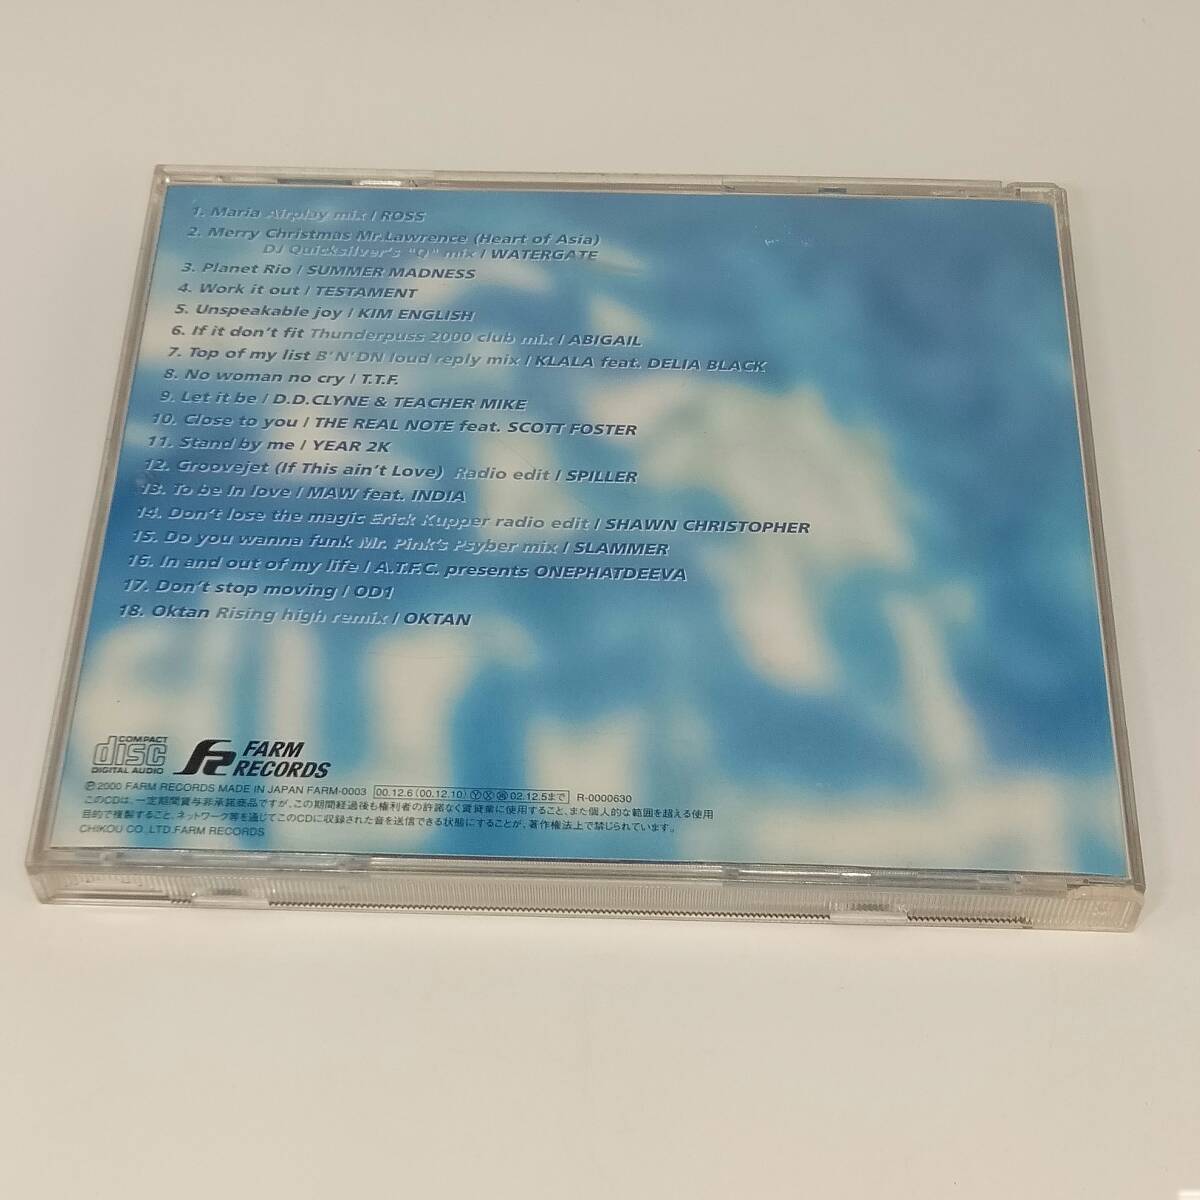 1. Maria Airplay mix / ROSS
2. Merry Christmas Mr.Lawrence (Heart of Asia)
DJ Quicksilver's "Q" mix / WATERGATE
3. Planet Rio / SUMMER MADNESS
4. Work it out / TESTAMENT
5. Unspeakable joy / KIM ENGLISH
6. If it don't fit Thunderpuss 2000 club mix / ABIGAIL
7. Top of my list B'N'DN loud reply mix / KLALA feat. DELIA BLACK
8. No woman no cry / T.T.F.
9. Let it be / D.D.CLYNE & TEACHER MIKE
10. Close to you / THE REAL NOTE feat. SCOTT FOSTER
11. Stand by me / YEAR 2K
12. Groovejet (If This ain't Love) Radio edit / SPILLER
13. To be in love / MAW feat. INDIA
14. Don't lose the magic Erick Kupper radio edit / SHAWN CHRISTOPHER
15. Do you wanna funk Mr. Pink's Psyber mix / SLAMMER
16. In and out of my life / A.T.F.C. presents ONEPHATDEEVA
17. Don't stop moving / OD1
18. Oktan Rising high remix / OKTAN
COMPACT
disc
DIGITAL AUDIO
FARM
RECORDS
Ⓟ2000 FARM RECORDS MADE IN JAPAN FARM-0003 00.12.6 (00.12.10) Ⓨ Ⓧ 02.12.5まで R-0000630
このCDは、一定期間貸与非承諾商品ですが、この期間経過後も権利者の許諾なく賃貸業に使用すること、また個人的な範囲を超える使用
目的で複製すること、ネットワーク等を通じてこのCDに収録された音を送信できる状態にすることが、著作権法上で禁じられています。
CHIKOU CO.,LTD.FARM RECORDS